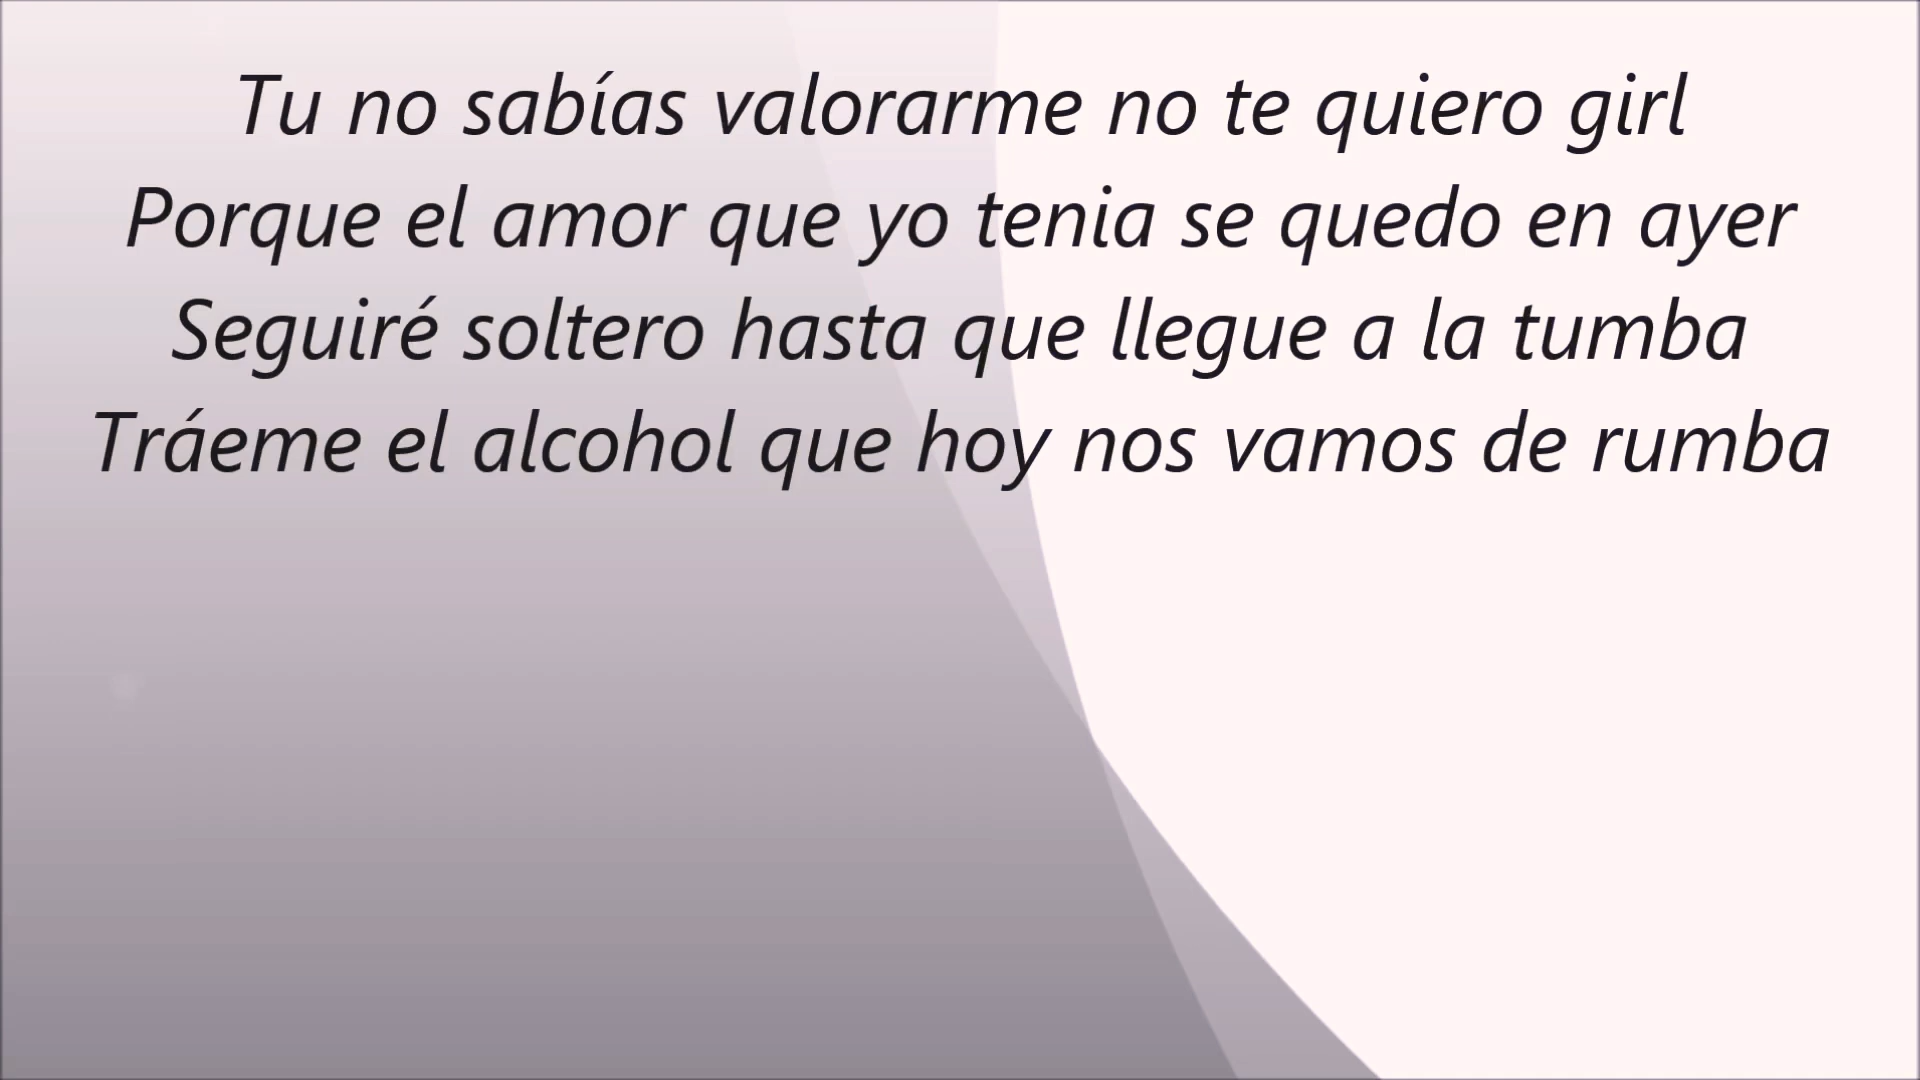 Tu no sabías valorarme no te quiero girl
Porque el amor que yo tenia se quedo en ayer
Seguiré soltero hasta que llegue a la tumba
Tráeme el alcohol que hoy nos vamos de rumba